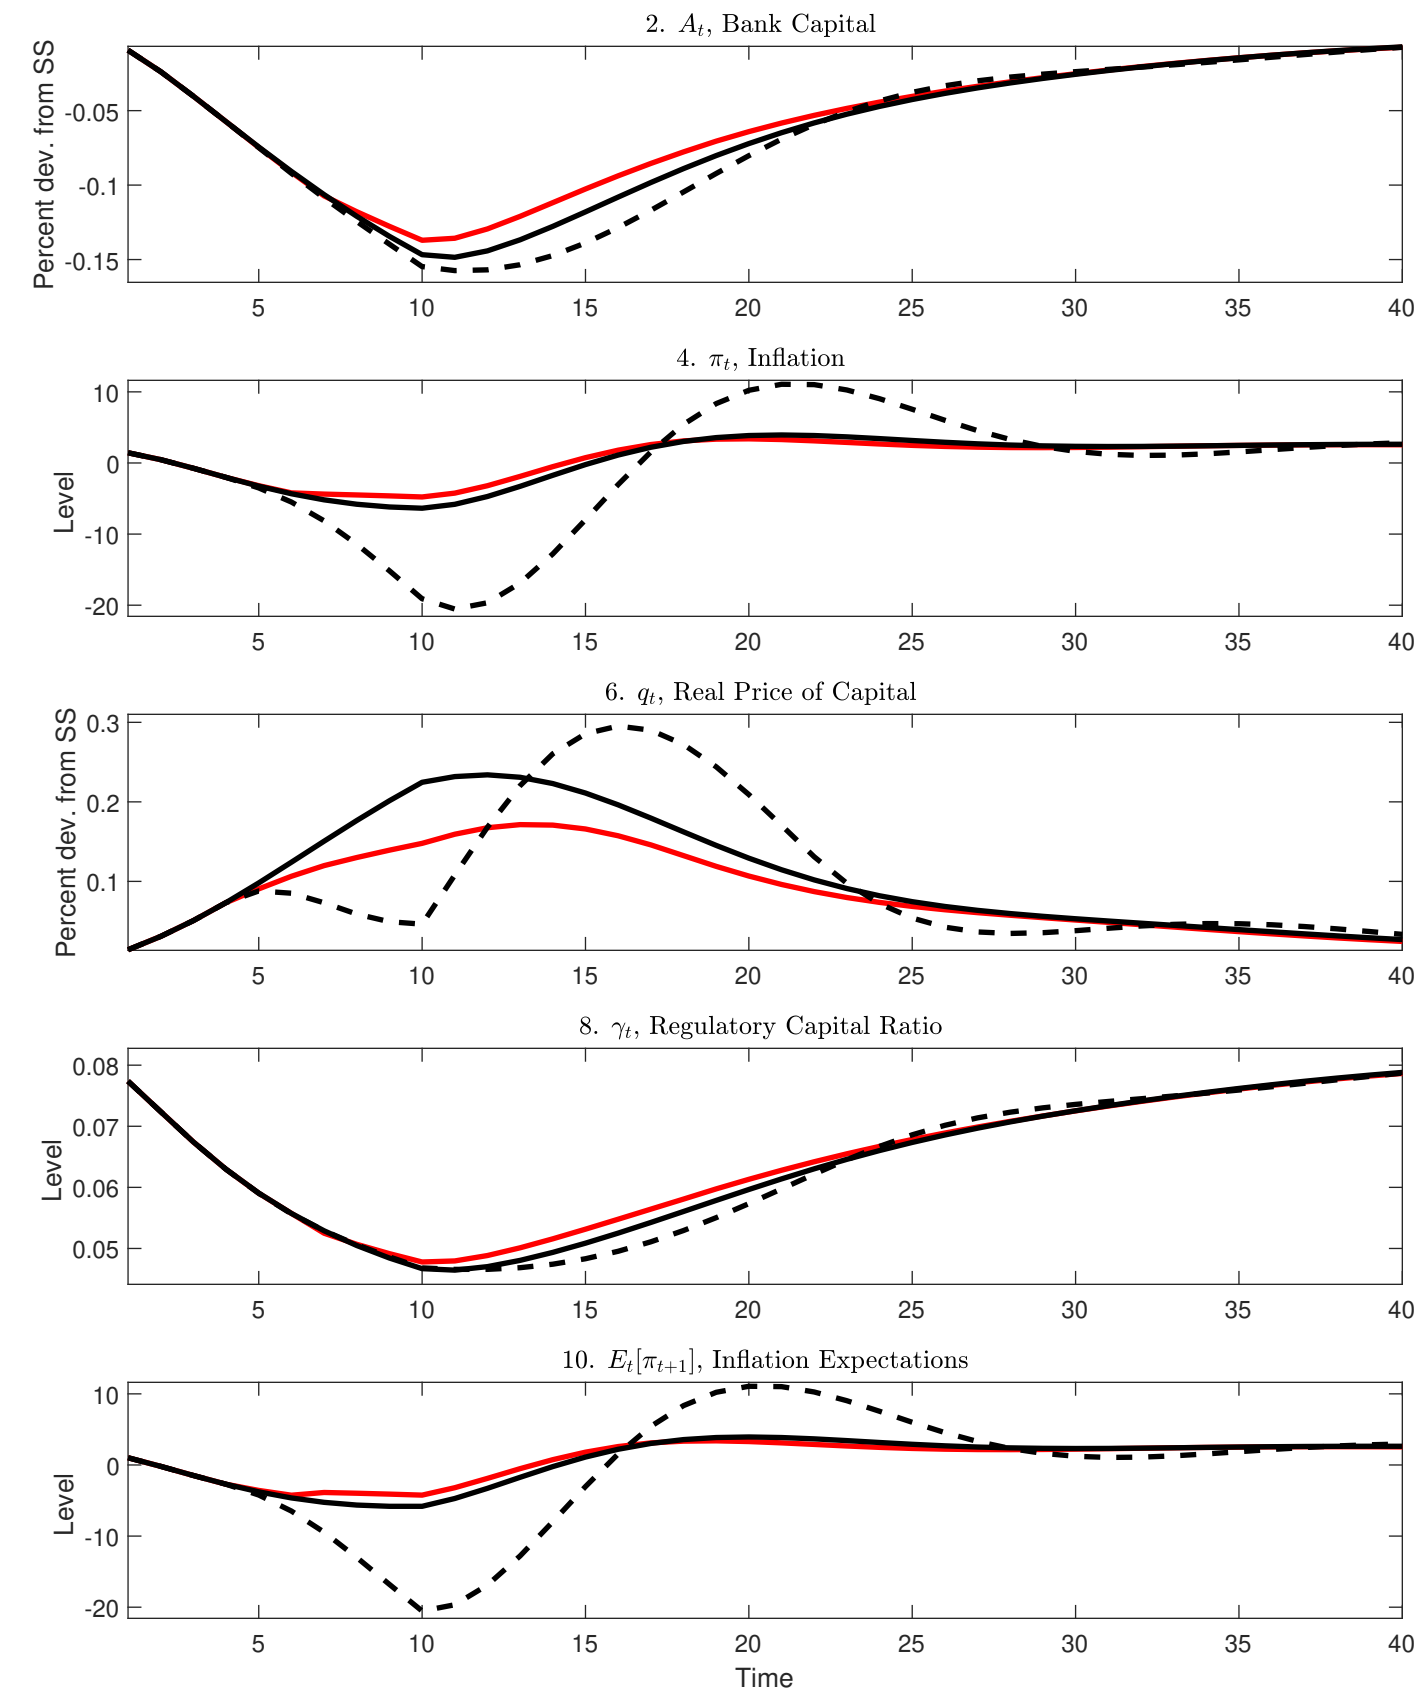 2. A_t, Bank Capital
Percent dev. from SS
-0.05
-0.1
-0.15
5 10 15 20 25 30 35 40
4. π_t, Inflation
Level
10
0
-10
-20
5 10 15 20 25 30 35 40
6. q_t, Real Price of Capital
Percent dev. from SS
0.3
0.2
0.1
5 10 15 20 25 30 35 40
8. γ_t, Regulatory Capital Ratio
Level
0.08
0.07
0.06
0.05
5 10 15 20 25 30 35 40
10. E_t[π_{t+1}], Inflation Expectations
Level
10
0
-10
-20
5 10 15 20 25 30 35 40
Time